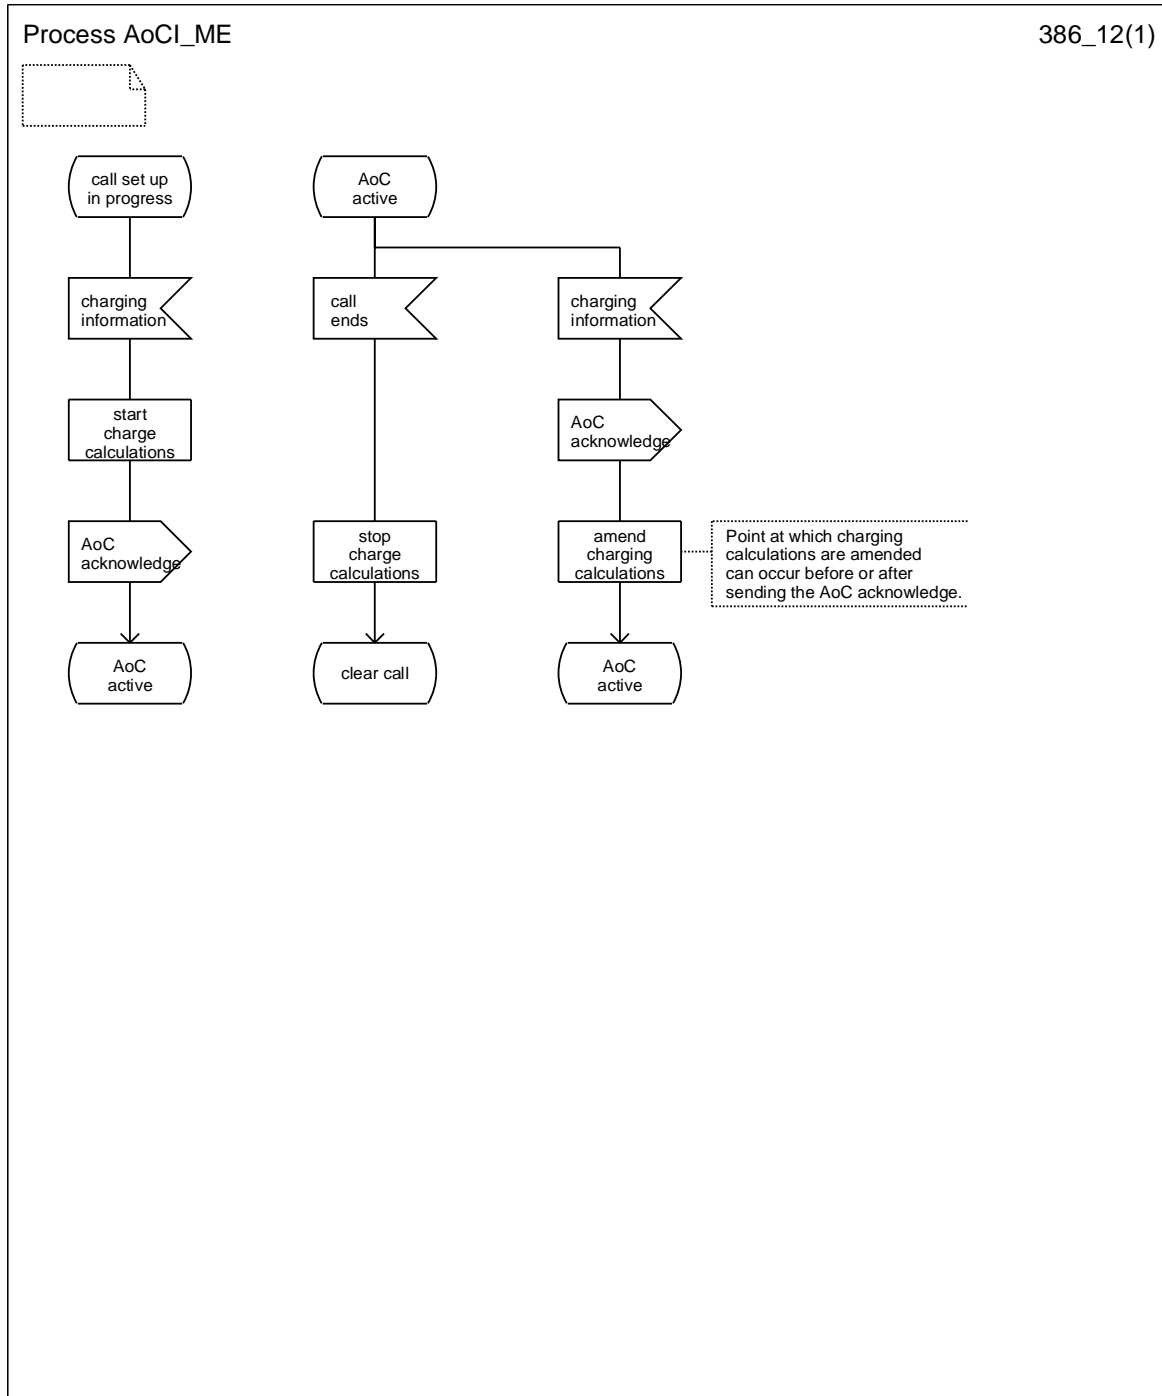 Process AoCI_ME
386_12(1)
call set up
in progress
charging
information
start
charge
calculations
AoC
acknowledge
AoC
active
AoC
active
call
ends
stop
charge
calculations
clear call
charging
information
AoC
acknowledge
amend
charging
calculations
Point at which charging
calculations are amended
can occur before or after
sending the AoC acknowledge.
AoC
active